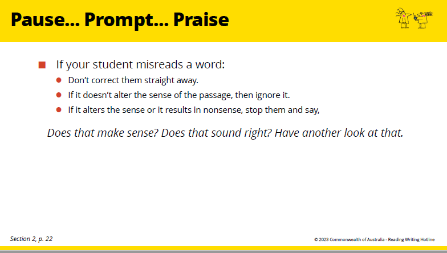 Pause... Prompt... Praise
If your student misreads a word:
Don't correct them straight away.
If it doesn't alter the sense of the passage, then ignore it.
If it alters the sense or it results in nonsense, stop them and say,
Does that make sense? Does that sound right? Have another look at that.
Section 2, p. 22
© 2023 Commonwealth of Australia - Reading Writing Hotline